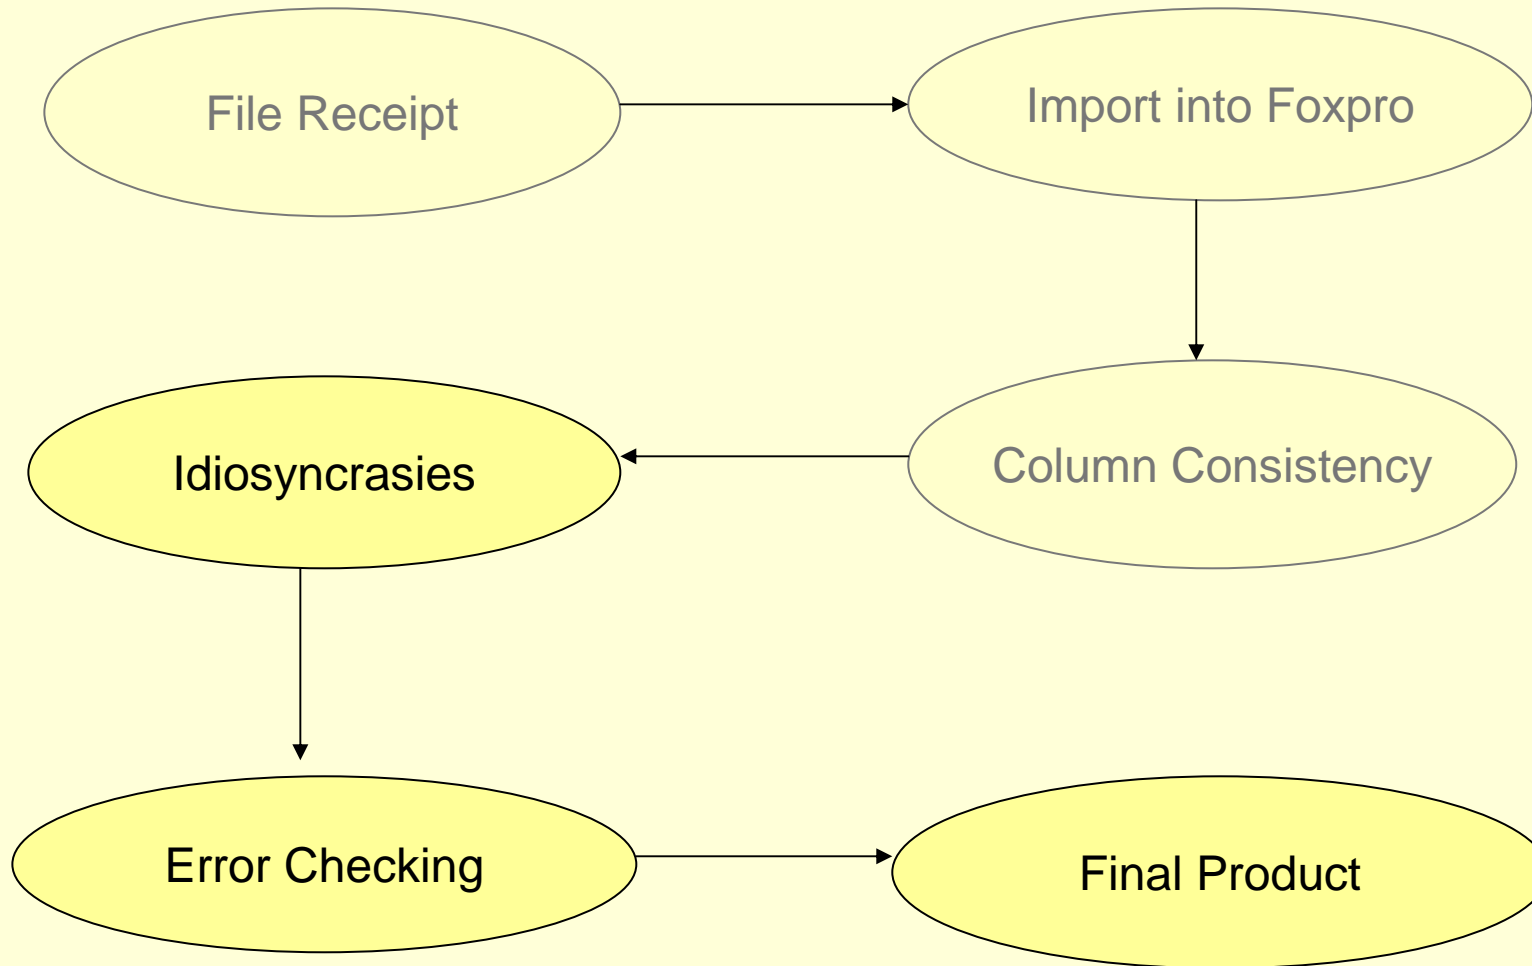 File Receipt
Import into Foxpro
Idiosyncrasies
Column Consistency
Error Checking
Final Product